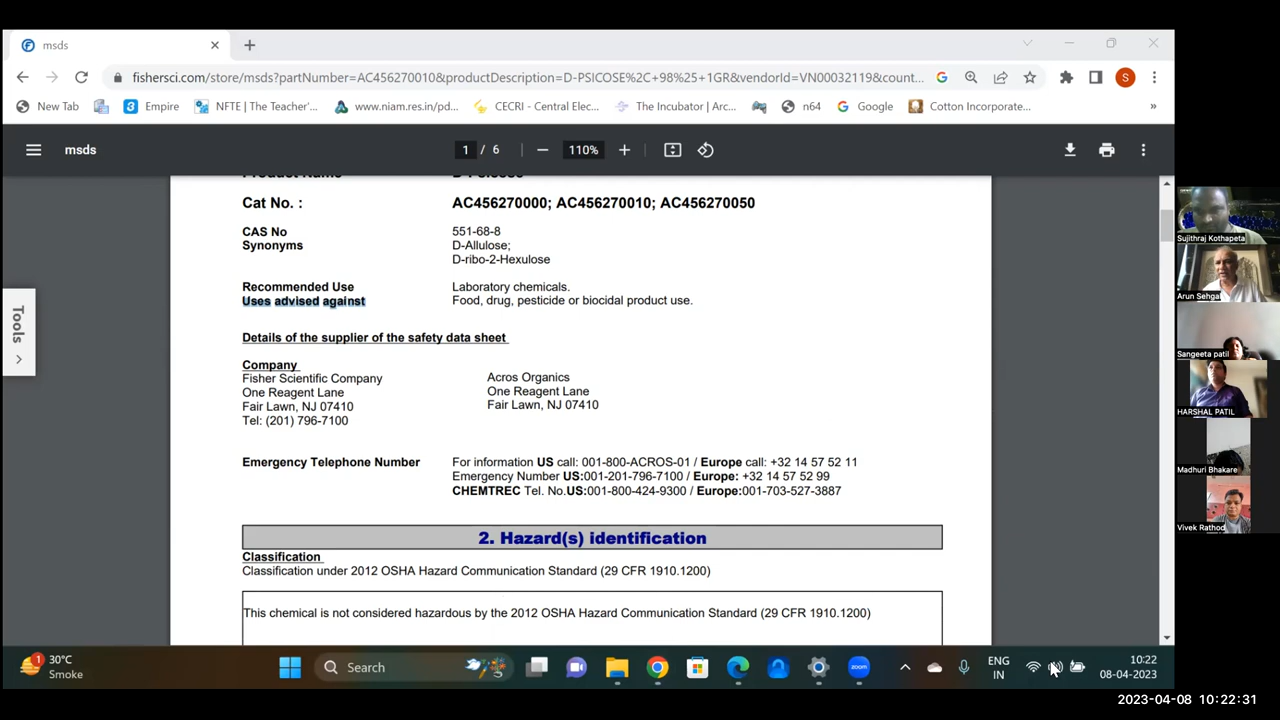 msds
fishersci.com/store/msds?partNumber=AC456270010&productDescription=D-PSICOSE%2C+98%25+1GR&vendorId=VN00032119&count...
S
New Tab
Empire
NFTE | The Teacher'...
www.niam.res.in/pd...
CECRI - Central Elec...
The Incubator | Arc...
n64
Google
Cotton Incorporate...
»
msds
1 / 6
110%
Tools
Product Name D-Psicose
Cat No. : AC456270000; AC456270010; AC456270050
CAS No 551-68-8
Synonyms D-Allulose;
D-ribo-2-Hexulose
Recommended Use Laboratory chemicals.
Uses advised against Food, drug, pesticide or biocidal product use.
Details of the supplier of the safety data sheet
Company
Fisher Scientific Company
One Reagent Lane
Fair Lawn, NJ 07410
Tel: (201) 796-7100
Acros Organics
One Reagent Lane
Fair Lawn, NJ 07410
Emergency Telephone Number For information US call: 001-800-ACROS-01 / Europe call: +32 14 57 52 11
Emergency Number US:001-201-796-7100 / Europe: +32 14 57 52 99
CHEMTREC Tel. No.US:001-800-424-9300 / Europe:001-703-527-3887
2. Hazard(s) identification
Classification
Classification under 2012 OSHA Hazard Communication Standard (29 CFR 1910.1200)
This chemical is not considered hazardous by the 2012 OSHA Hazard Communication Standard (29 CFR 1910.1200)
Sujithraj Kothapeta
Arun Sehgal
Sangeeta patil
HARSHAL PATIL
Madhuri Bhakare
Vivek Rathod
1
30°C
Smoke
Search
zoom
ENG
IN
10:22
08-04-2023
2023-04-08 10:22:31